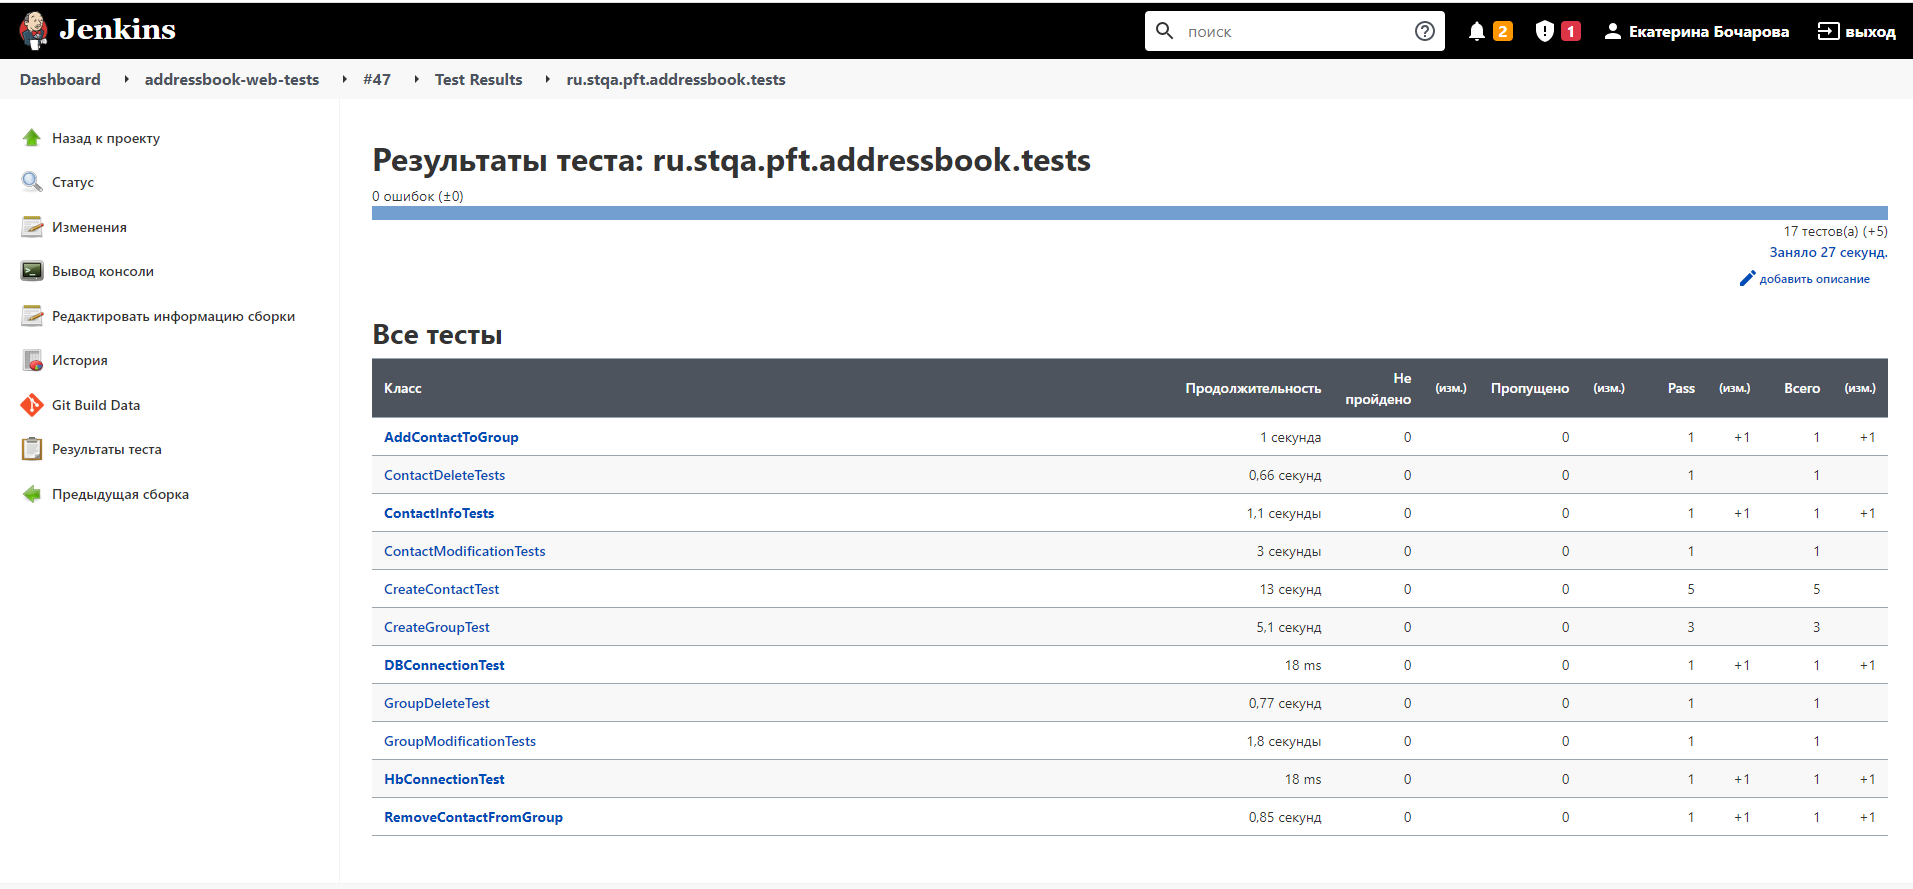 Jenkins
поиск
2
1
Екатерина Бочарова
выход
Dashboard addressbook-web-tests #47 Test Results ru.stqa.pft.addressbook.tests
Назад к проекту
Статус
Изменения
Вывод консоли
Редактировать информацию сборки
История
Git Build Data
Результаты теста
Предыдущая сборка
Результаты теста: ru.stqa.pft.addressbook.tests
0 ошибок (±0)
17 тестов(а) (+5)
Заняло 27 секунд.
добавить описание
Все тесты
Класс Продолжительность Не пройдено (изм.) Пропущено (изм.) Pass (изм.) Всего (изм.)
AddContactToGroup 1 секунда 0 0 1 +1 1 +1
ContactDeleteTests 0,66 секунд 0 0 1 1
ContactInfoTests 1,1 секунды 0 0 1 +1 1 +1
ContactModificationTests 3 секунды 0 0 1 1
CreateContactTest 13 секунд 0 0 5 5
CreateGroupTest 5,1 секунд 0 0 3 3
DBConnectionTest 18 ms 0 0 1 +1 1 +1
GroupDeleteTest 0,77 секунд 0 0 1 1
GroupModificationTests 1,8 секунды 0 0 1 1
HbConnectionTest 18 ms 0 0 1 +1 1 +1
RemoveContactFromGroup 0,85 секунд 0 0 1 +1 1 +1